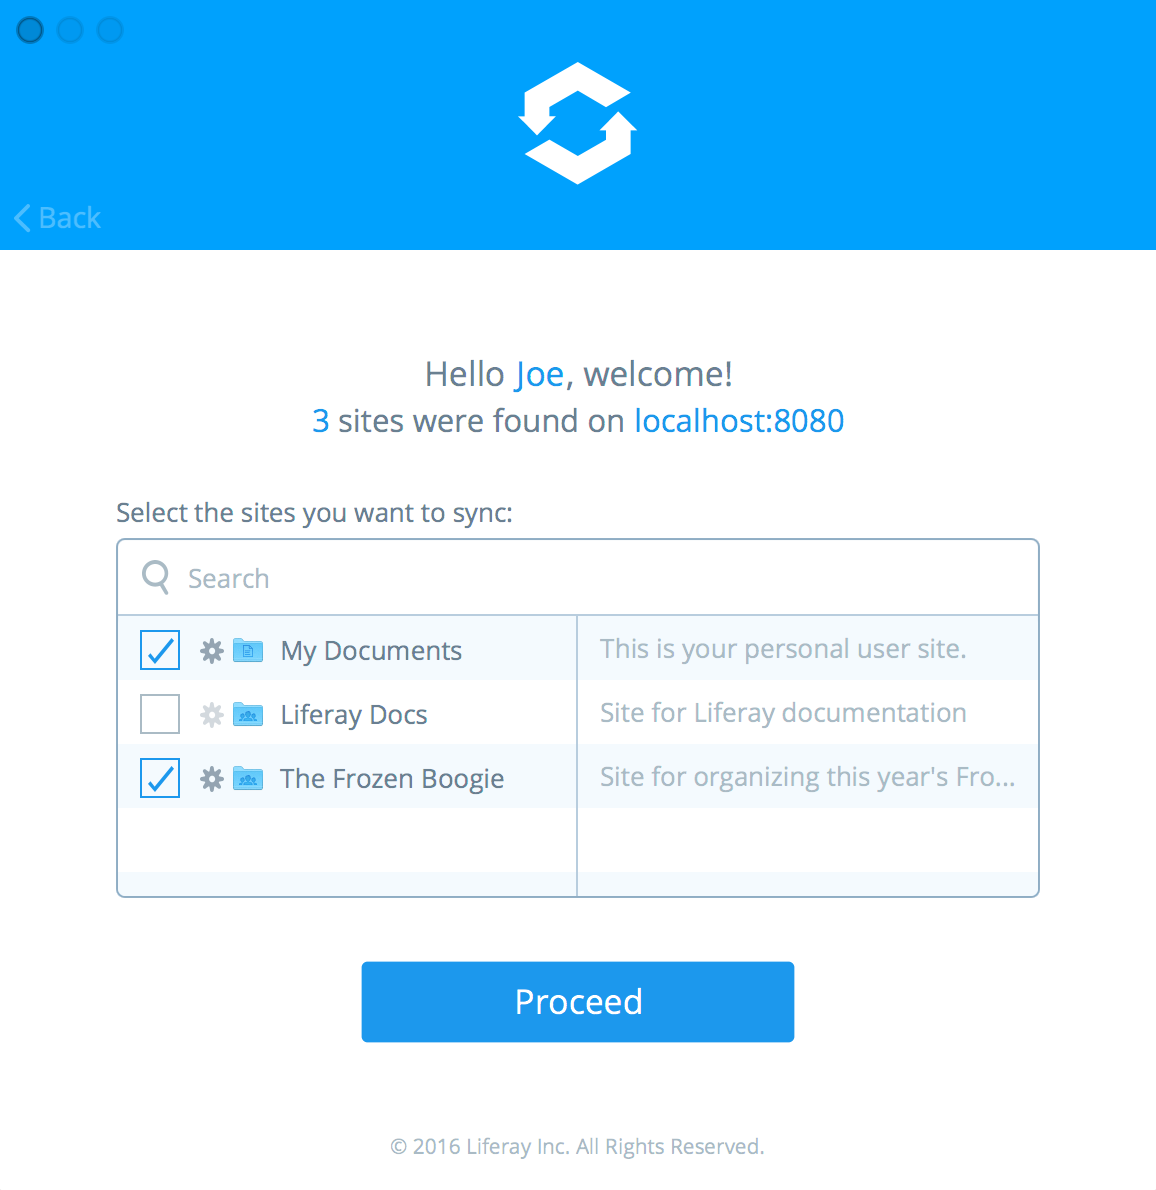 Back
Hello Joe, welcome!
3 sites were found on localhost:8080
Select the sites you want to sync:
Search
My Documents This is your personal user site.
Liferay Docs Site for Liferay documentation
The Frozen Boogie Site for organizing this year's Fro...
Proceed
© 2016 Liferay Inc. All Rights Reserved.